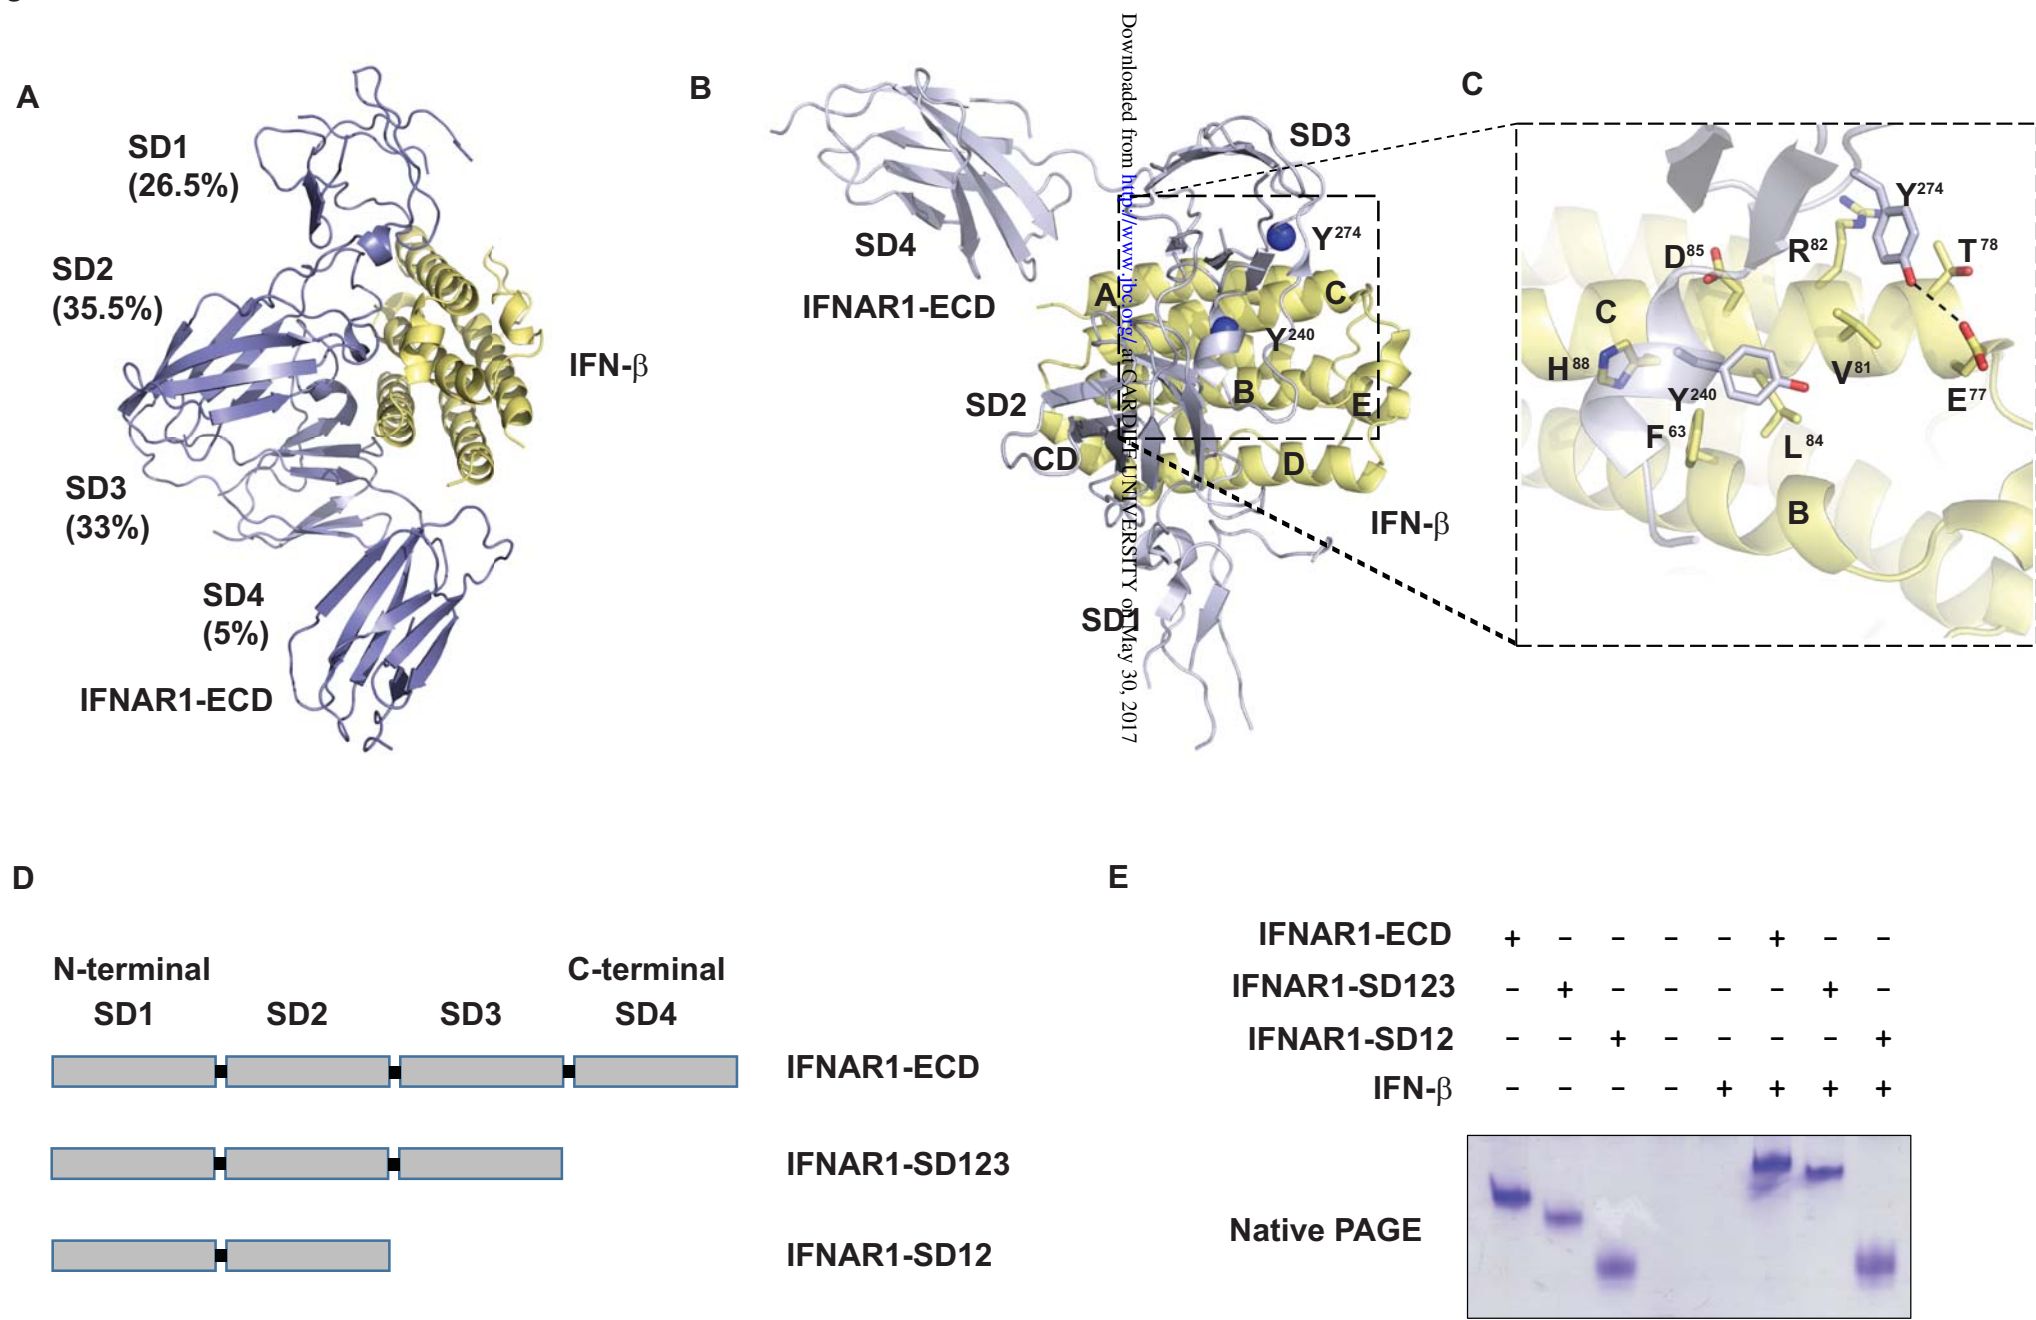 A
SD1
(26.5%)
SD2
(35.5%)
SD3
(33%)
SD4
(5%)
IFNAR1-ECD
IFN-β
B
SD3
SD4
IFNAR1-ECD
Y274
A
C
Y240
B
E
SD2
CD
D
IFN-β
SD1
Downloaded from http://www.jbc.org/ at CARDIFF UNIVERSITY on May 30, 2017
C
Y274
D85
R82
T78
C
H88
V81
Y240
E77
F63
L84
B
D
N-terminal C-terminal
SD1 SD2 SD3 SD4
IFNAR1-ECD
IFNAR1-SD123
IFNAR1-SD12
E
IFNAR1-ECD + – – – – + – –
IFNAR1-SD123 – + – – – – + –
IFNAR1-SD12 – – + – – – – +
IFN-β – – – – + + + +
Native PAGE